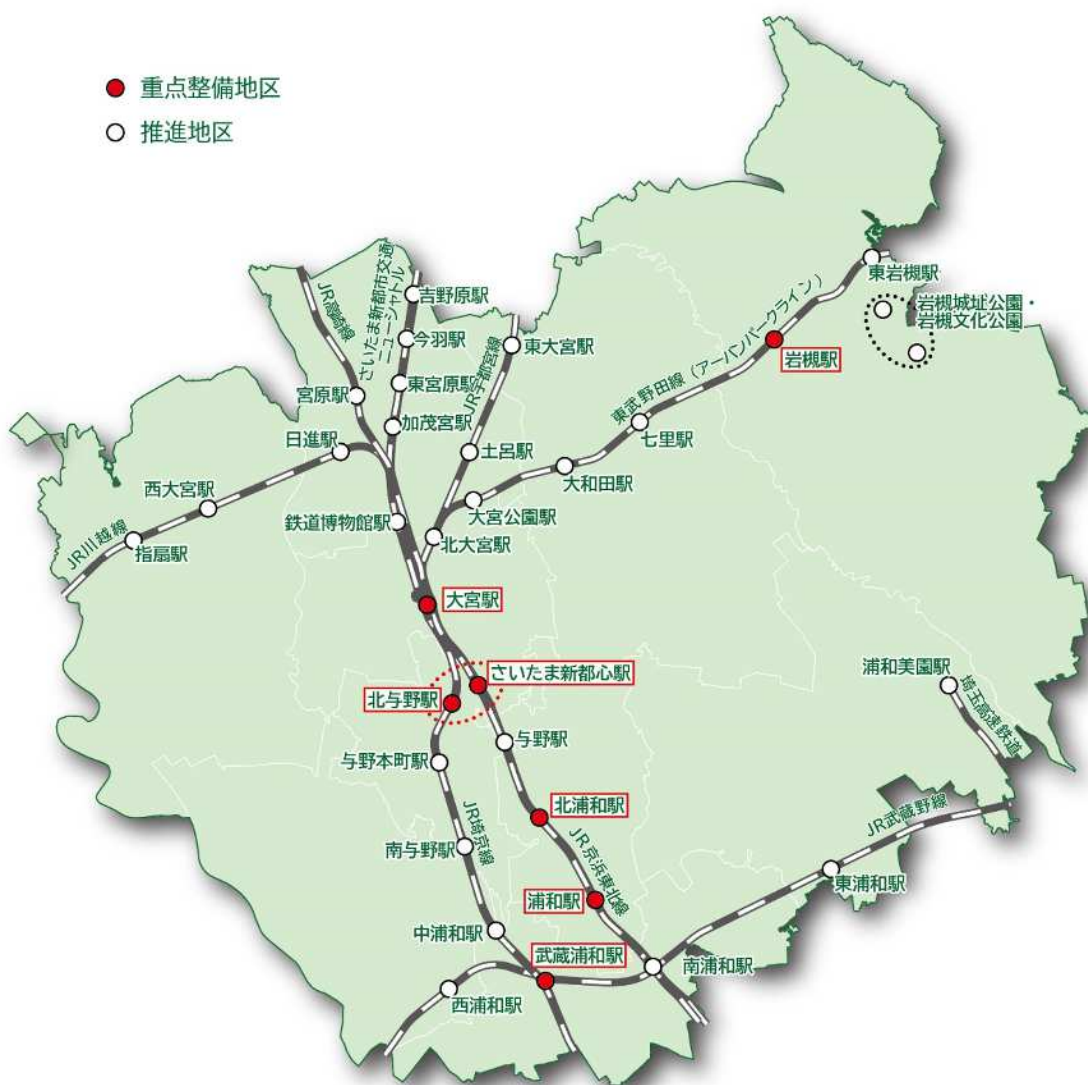 重点整備地区
推進地区
JR高崎線
さいたま新都市交通
ニューシャトル
吉野原駅
今羽駅
東宮原駅
加茂宮駅
宮原駅
日進駅
西大宮駅
指扇駅
JR川越線
鉄道博物館駅
JR宇都宮線
東大宮駅
土呂駅
大宮公園駅
北大宮駅
大和田駅
七里駅
東武野田線(アーバンパークライン)
岩槻駅
東岩槻駅
岩槻城址公園・
岩槻文化公園
大宮駅
さいたま新都心駅
北与野駅
与野駅
与野本町駅
北浦和駅
JR埼京線
JR京浜東北線
南与野駅
浦和駅
中浦和駅
武蔵浦和駅
西浦和駅
南浦和駅
東浦和駅
JR武蔵野線
浦和美園駅
埼玉高速鉄道